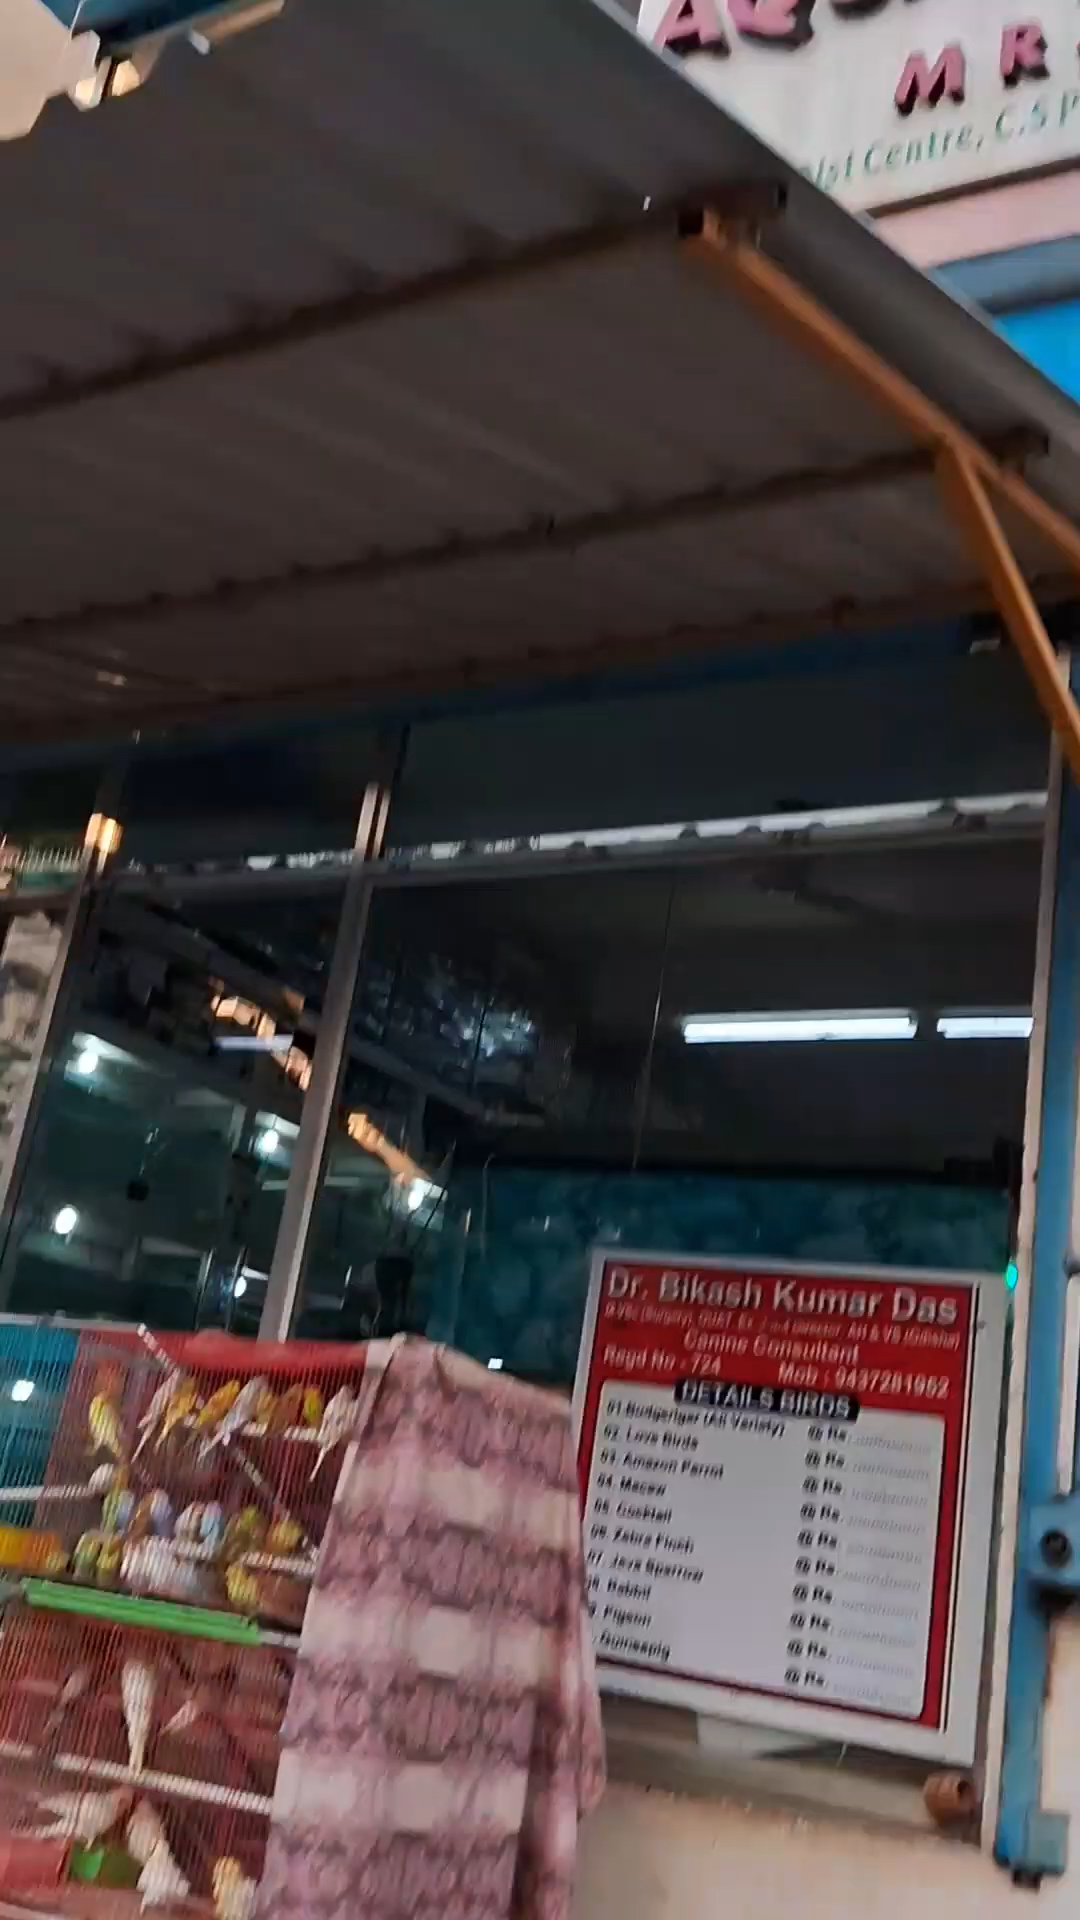 M R
Centre, C.S P
Dr. Bikash Kumar Das
Canine Consultant
Regd No - 724 Mob : 9437281952
DETAILS BIRDS
01. Budgerigar (All Variety) @ Rs. ............
02. Love Birds @ Rs. ............
03. Amazon Parrot @ Rs. ............
04. Macaw @ Rs. ............
05. Cocktail @ Rs. ............
06. Zebra Finch @ Rs. ............
07. Java Sparrow @ Rs. ............
Rabbit @ Rs. ............
Pigeon @ Rs. ............
Guineapig @ Rs. ............